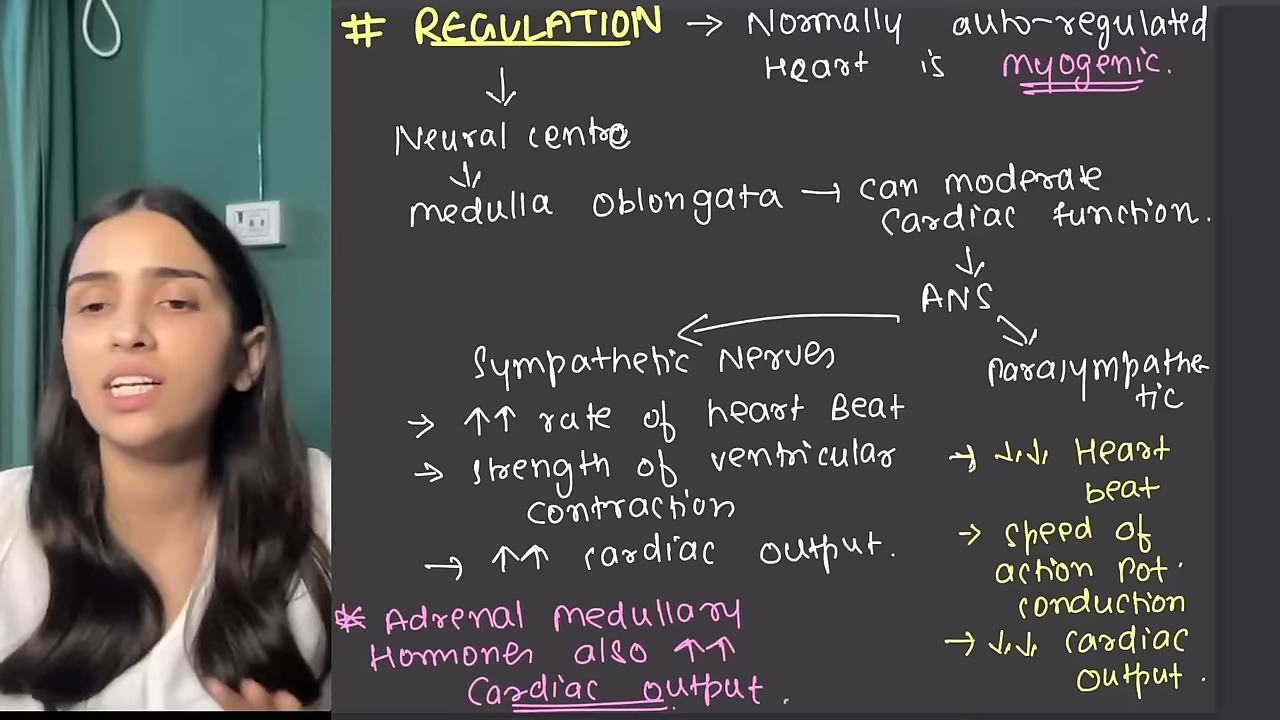 # REGULATION → Normally auto-regulated
Heart is myogenic.
↓
Neural centre
↓
medulla oblongata → can moderate
cardiac function.
↓
ANS
Sympathetic Nerves
→ ↑↑ rate of heart Beat
→ strength of ventricular
contraction
→ ↑↑ cardiac output.
* Adrenal medullary
Hormones also ↑↑
Cardiac output.
Parasympathe-
tic
→ ↓↓ Heart
beat
→ speed of
action pot.
conduction
→ ↓↓ cardiac
output.